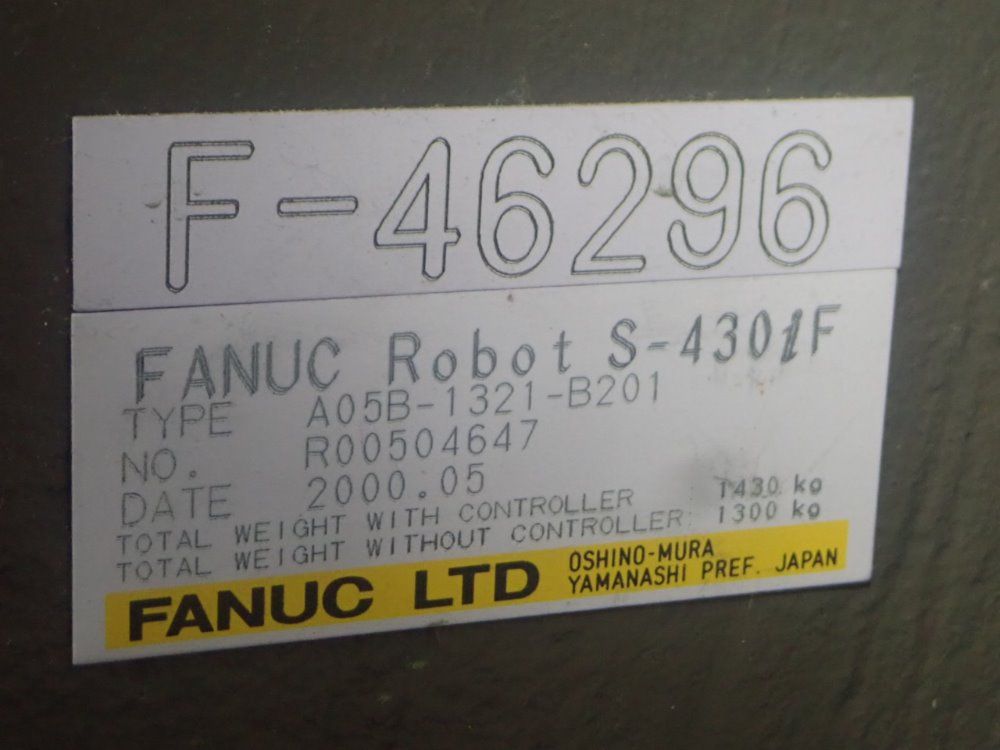 F-46296
FANUC Robot S-430iF
TYPE A05B-1321-B201
NO. R00504647
DATE 2000.05
TOTAL WEIGHT WITH CONTROLLER : 1430 kg
TOTAL WEIGHT WITHOUT CONTROLLER: 1300 kg
FANUC LTD
OSHINO-MURA
YAMANASHI PREF. JAPAN